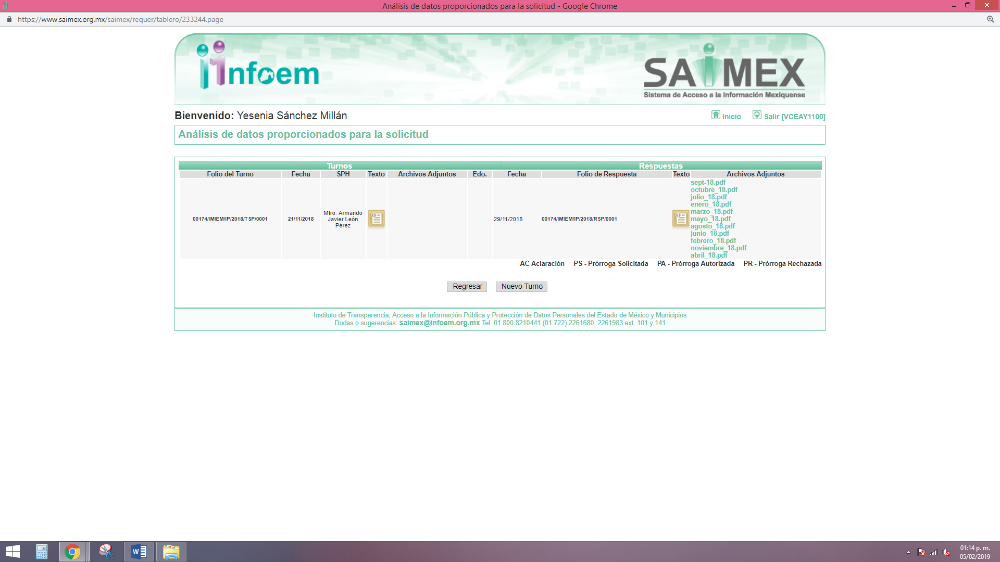 Análisis de datos proporcionados para la solicitud - Google Chrome
https://www.saimex.org.mx/saimex/requer/tablero/233244.page
infoem
SAIMEX
Sistema de Acceso a la Información Mexiquense
Bienvenido: Yesenia Sánchez Millán
Inicio Salir [VCEAY1100]
Análisis de datos proporcionados para la solicitud
Turnos Respuestas
Folio del Turno Fecha SPH Texto Archivos Adjuntos Edo. Fecha Folio de Respuesta Texto Archivos Adjuntos
00174/IMIEM/IP/2018/TSP/0001 21/11/2018
Mtro. Armando
Javier León
Pérez
29/11/2018 00174/IMIEM/IP/2018/RSP/0001
sept-18.pdf
octubre_18.pdf
julio_18.pdf
enero_18.pdf
marzo_18.pdf
mayo_18.pdf
agosto_18.pdf
junio_18.pdf
febrero_18.pdf
noviembre_18.pdf
abril_18.pdf
AC Aclaración PS - Prórroga Solicitada PA - Prórroga Autorizada PR - Prórroga Rechazada
Regresar Nuevo Turno
Instituto de Transparencia, Acceso a la Información Pública y Protección de Datos Personales del Estado de México y Municipios
Dudas o sugerencias: saimex@infoem.org.mx Tel. 01 800 8210441 (01 722) 2261680, 2261983 ext. 101 y 141
01:14 p. m.
05/02/2019